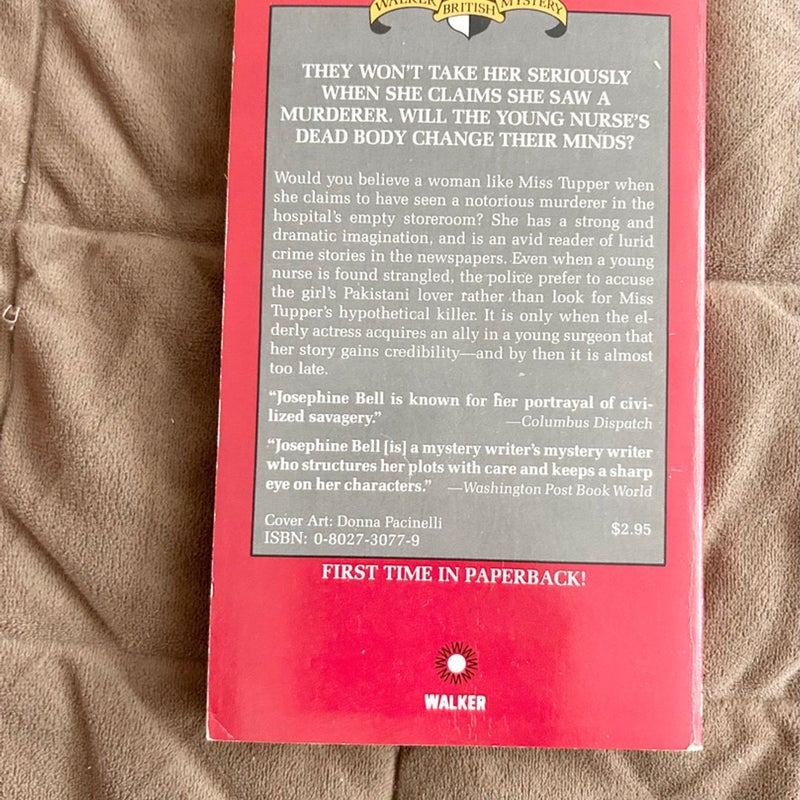 WALKER BRITISH MYSTERY
THEY WON'T TAKE HER SERIOUSLY
WHEN SHE CLAIMS SHE SAW A
MURDERER. WILL THE YOUNG NURSE'S
DEAD BODY CHANGE THEIR MINDS?
Would you believe a woman like Miss Tupper when
she claims to have seen a notorious murderer in the
hospital's empty storeroom? She has a strong and
dramatic imagination, and is an avid reader of lurid
crime stories in the newspapers. Even when a young
nurse is found strangled, the police prefer to accuse
the girl's Pakistani lover rather than look for Miss
Tupper's hypothetical killer. It is only when the el-
derly actress acquires an ally in a young surgeon that
her story gains credibility—and by then it is almost
too late.
“Josephine Bell is known for her portrayal of civi-
lized savagery.” —Columbus Dispatch
“Josephine Bell [is] a mystery writer's mystery writer
who structures her plots with care and keeps a sharp
eye on her characters.” —Washington Post Book World
Cover Art: Donna Pacinelli
ISBN: 0-8027-3077-9 $2.95
FIRST TIME IN PAPERBACK!
WALKER